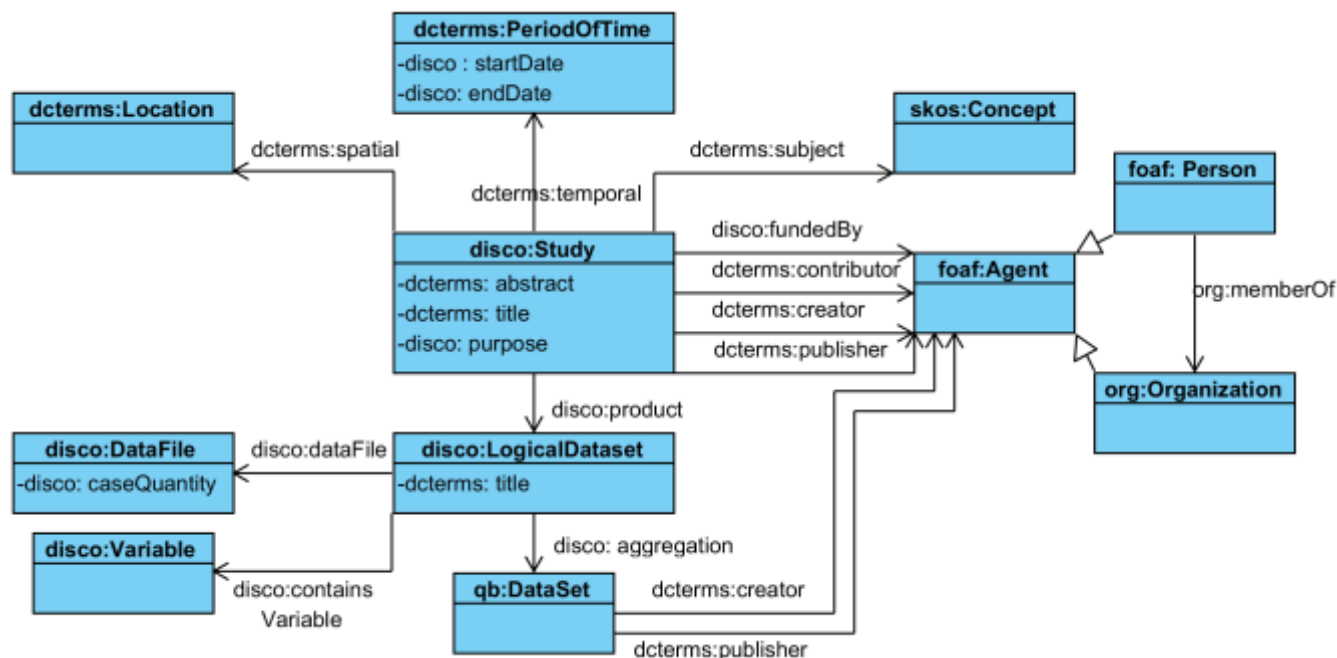 dcterms:PeriodOfTime
-disco : startDate
-disco: endDate
dcterms:Location
skos:Concept
dcterms:spatial
dcterms:subject
foaf: Person
dcterms:temporal
disco:Study
-dcterms: abstract
-dcterms: title
-disco: purpose
disco:fundedBy
dcterms:contributor
dcterms:creator
dcterms:publisher
foaf:Agent
org:memberOf
org:Organization
disco:product
disco:DataFile
-disco: caseQuantity
disco:dataFile
disco:LogicalDataset
-dcterms: title
disco:Variable
disco:contains
Variable
disco: aggregation
qb:DataSet
dcterms:creator
dcterms:publisher